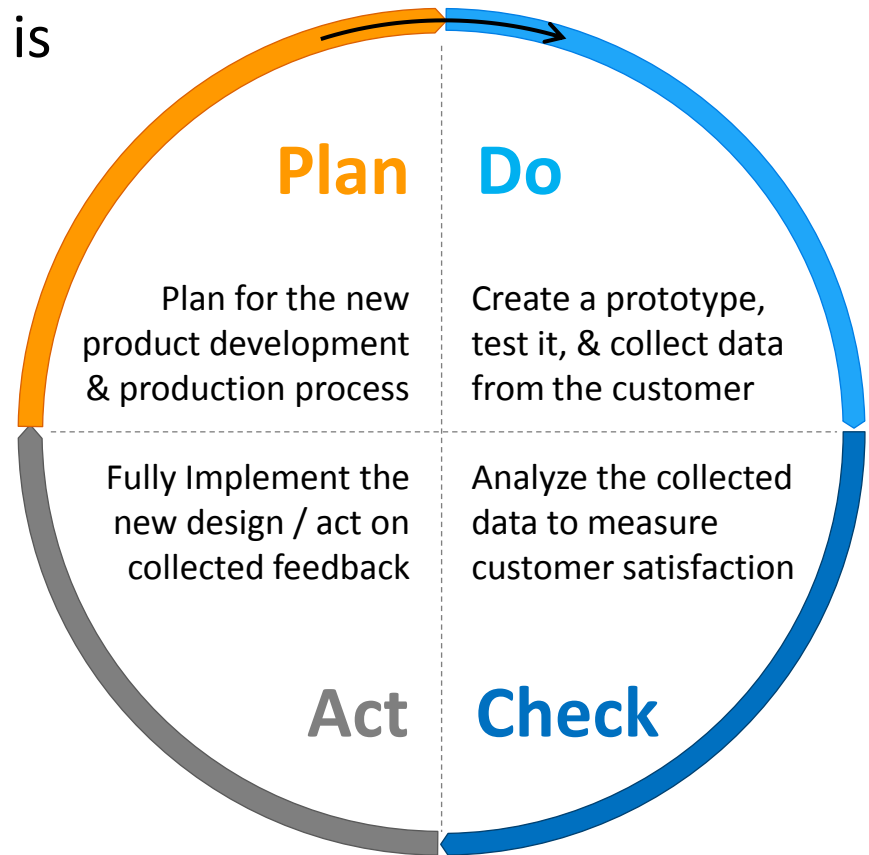 is
Plan
Plan for the new
product development
& production process
Do
Create a prototype,
test it, & collect data
from the customer
Fully Implement the
new design / act on
collected feedback
Act
Analyze the collected
data to measure
customer satisfaction
Check